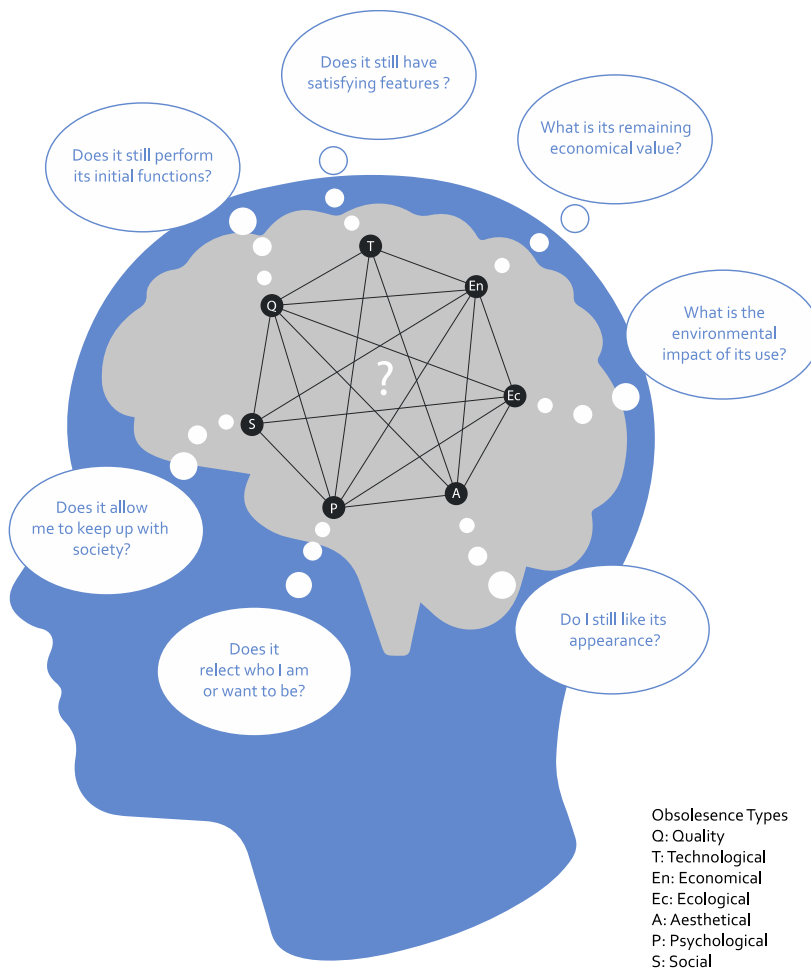 Does it still have
satisfying features ?
What is its remaining
economical value?
Does it still perform
its initial functions?
T
En
Q
What is the
environmental
impact of its use?
?
Ec
S
A
P
Does it allow
me to keep up with
society?
Do I still like its
appearance?
Does it
relect who I am
or want to be?
Obsolesence Types
Q: Quality
T: Technological
En: Economical
Ec: Ecological
A: Aesthetical
P: Psychological
S: Social